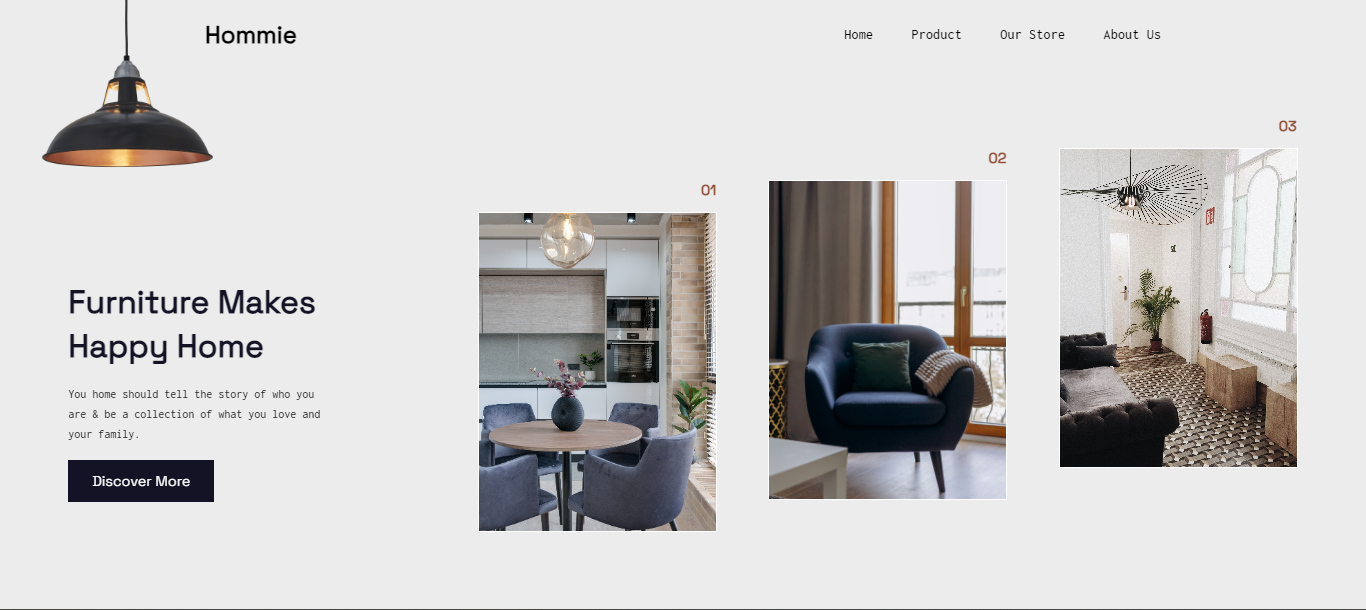 Hommie
Home
Product
Our Store
About Us
01
02
03
Furniture Makes
Happy Home
You home should tell the story of who you
are & be a collection of what you love and
your family.
Discover More